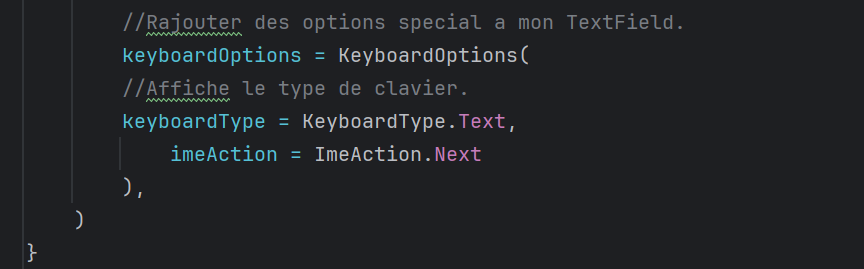 //Rajouter des options special a mon TextField.
keyboardOptions = KeyboardOptions(
//Affiche le type de clavier.
keyboardType = KeyboardType.Text,
imeAction = ImeAction.Next
),
)
}